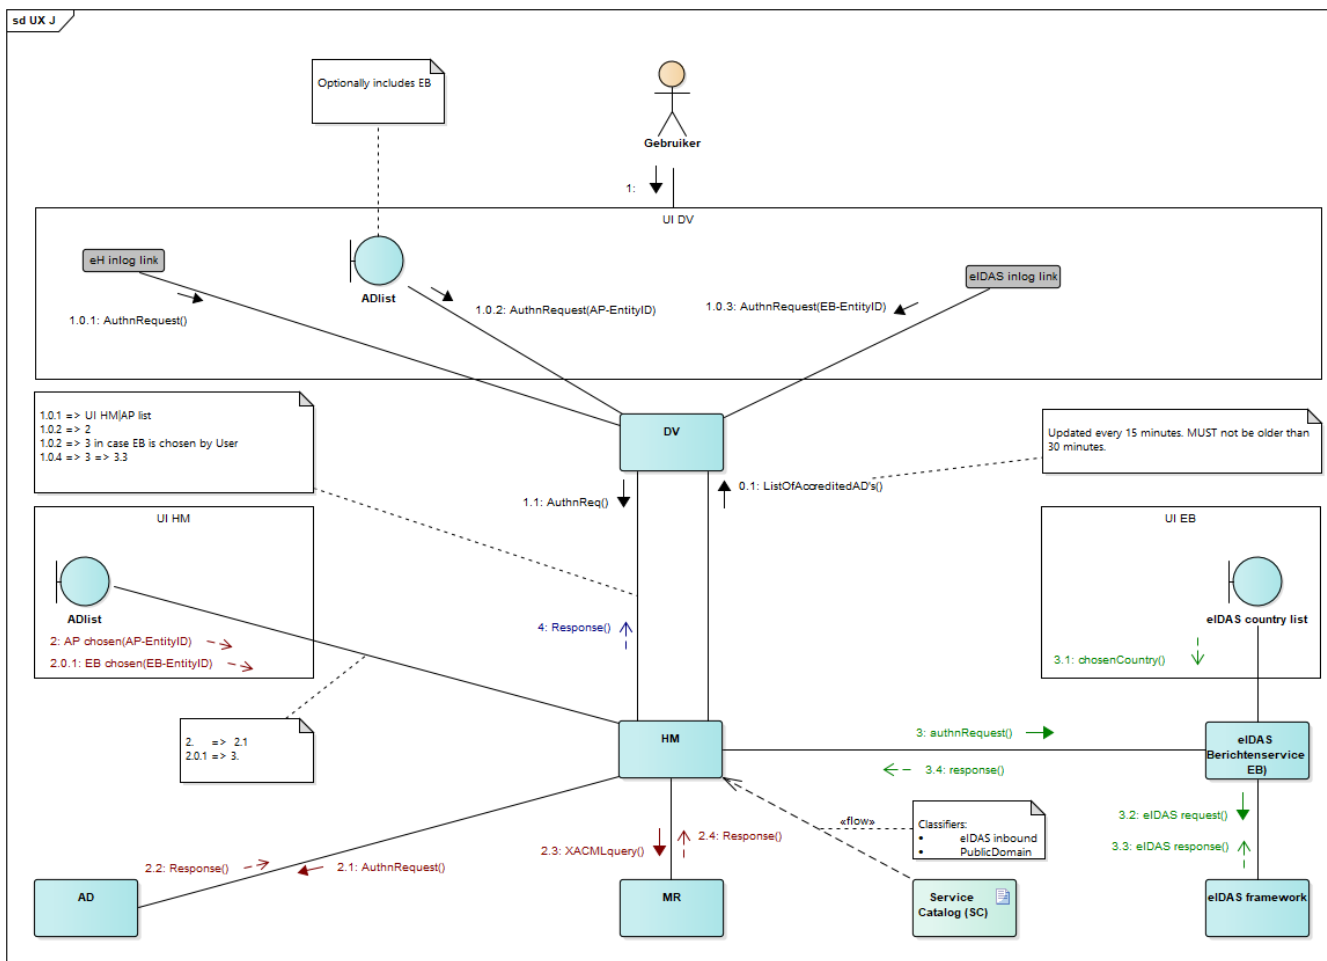 sd UX J
Optionally includes EB
Gebruiker
1:
UI DV
eH inlog link
ADlist
eIDAS inlog link
1.0.1: AuthnRequest()
1.0.2: AuthnRequest(AP-EntityID)
1.0.3: AuthnRequest(EB-EntityID)
1.0.1 => UI HM|AP list
1.0.2 => 2
1.0.2 => 3 in case EB is chosen by User
1.0.4 => 3 => 3.3
DV
Updated every 15 minutes. MUST not be older than
30 minutes.
1.1: AuthnReq()
0.1: ListOfAccreditedAD's()
UI HM
ADlist
2: AP chosen(AP-EntityID)
2.0.1: EB chosen(EB-EntityID)
4: Response()
UI EB
eIDAS country list
3.1: chosenCountry()
2. => 2.1
2.0.1 => 3.
HM
3: authnRequest()
3.4: response()
eIDAS
Berichtenservice
EB)
«flow»
Classifiers:
• eIDAS inbound
• PublicDomain
3.2: eIDAS request()
3.3: eIDAS response()
2.3: XACMLquery()
2.4: Response()
2.2: Response()
2.1: AuthnRequest()
AD
MR
Service
Catalog (SC)
eIDAS framework